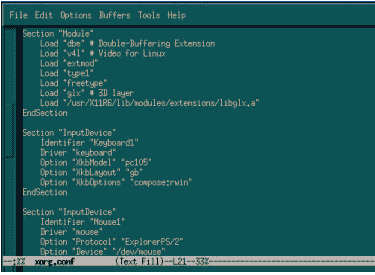 File Edit Options Buffers Tools Help
Section "Module"
Load "dbe" # Double-Buffering Extension
Load "v4l" # Video for Linux
Load "extmod"
Load "type1"
Load "freetype"
Load "glx" # 3D layer
Load "/usr/X11R6/lib/modules/extensions/libglx.a"
EndSection
Section "InputDevice"
Identifier "Keyboard1"
Driver "keyboard"
Option "XkbModel" "pc105"
Option "XkbLayout" "gb"
Option "XkbOptions" "compose:rwin"
EndSection
Section "InputDevice"
Identifier "Mouse1"
Driver "mouse"
Option "Protocol" "ExplorerPS/2"
Option "Device" "/dev/mouse"
--:%% xorg.conf (Text Fill)--L21--33%--